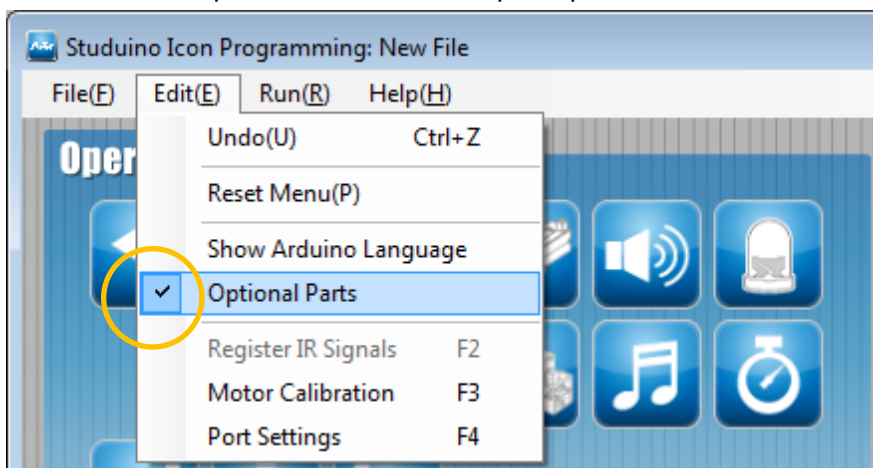 Studuino Icon Programming: New File
File(F) Edit(E) Run(R) Help(H)
Undo(U) Ctrl+Z
Oper
Reset Menu(P)
Show Arduino Language
Optional Parts
Register IR Signals F2
Motor Calibration F3
Port Settings F4